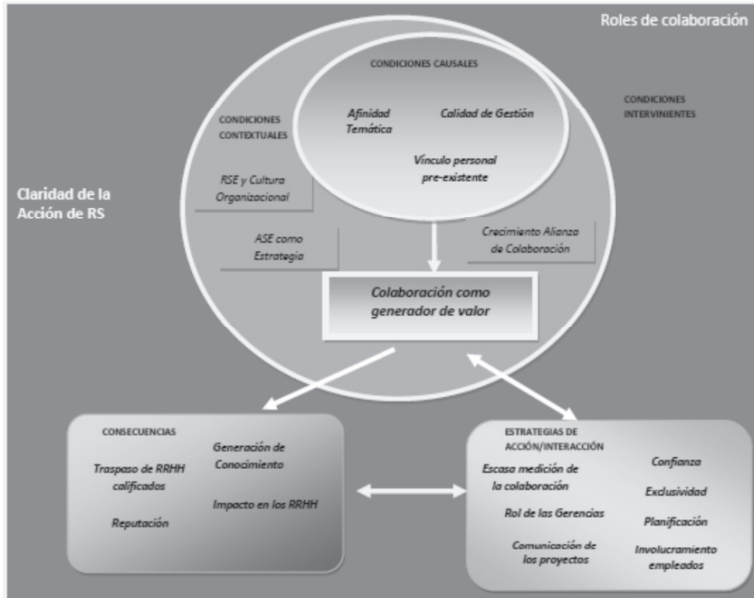 Roles de colaboración
CONDICIONES CAUSALES
Afinidad
Temática
Calidad de Gestión
Vínculo personal
pre-existente
CONDICIONES
CONTEXTUALES
CONDICIONES
INTERVINIENTES
RSE y Cultura
Organizacional
Claridad de la
Acción de RS
ASE como
Estrategia
Crecimiento Alianza
de Colaboración
Colaboración como
generador de valor
CONSECUENCIAS
Generación de
Conocimiento
Traspaso de RRHH
calificados
Impacto en los RRHH
Reputación
ESTRATEGIAS DE
ACCIÓN/INTERACCIÓN
Escasa medición de
la colaboración
Rol de las Gerencias
Comunicación de
los proyectos
Confianza
Exclusividad
Planificación
Involucramiento
empleados